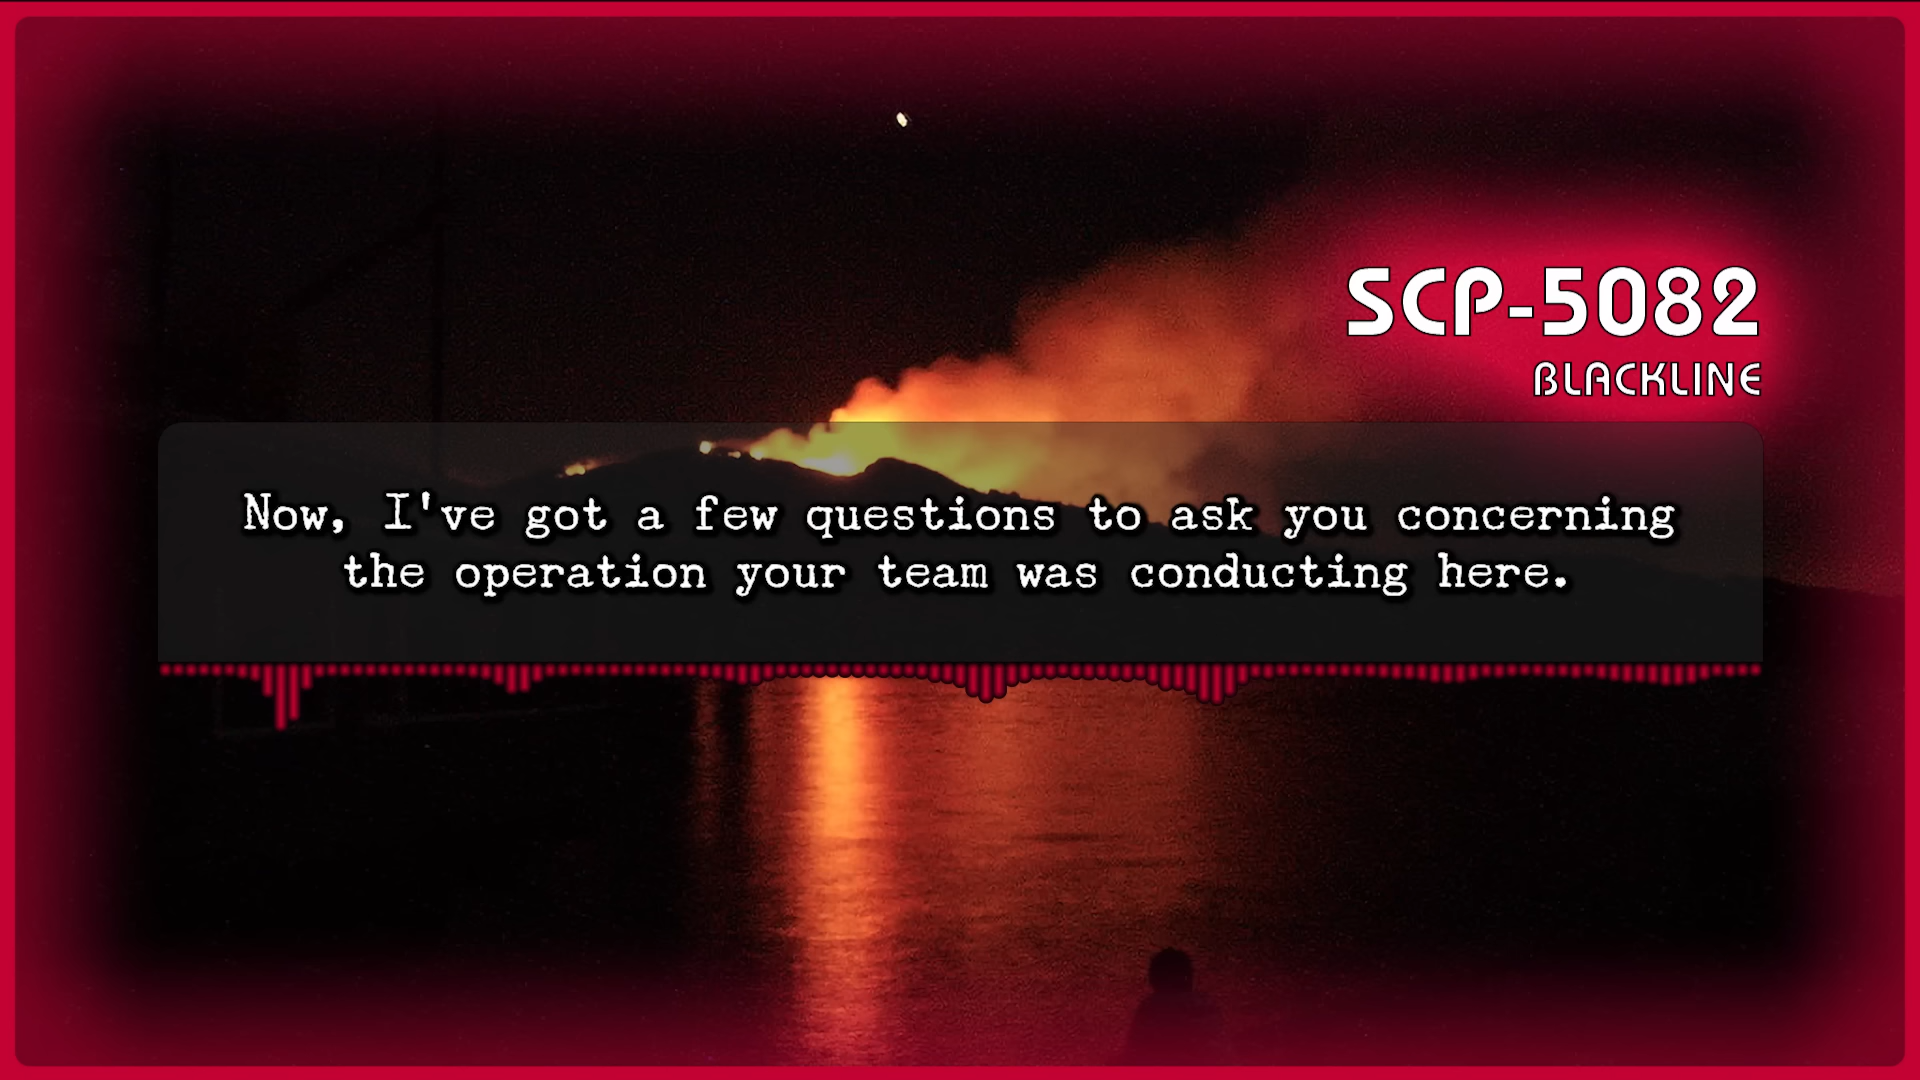 SCP-5082
BLACKLINE
Now, I've got a few questions to ask you concerning
the operation your team was conducting here.